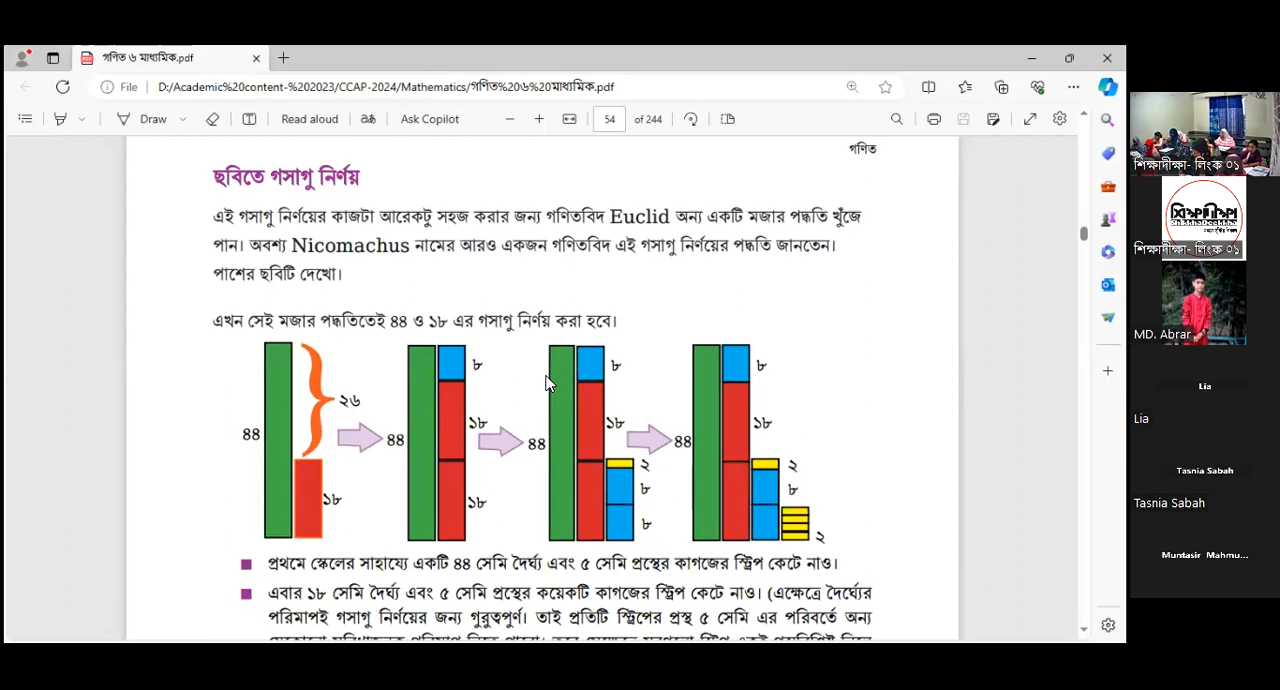 গণিত ৬ মাধ্যমিক.pdf
File D:/Academic%20content-%202023/CCAP-2024/Mathematics/গণিত%20৬%20মাধ্যমিক.pdf
Draw Read aloud Ask Copilot 54 of 244
গণিত
ছবিতে গসাগু নির্ণয়
এই গসাগু নির্ণয়ের কাজটা আরেকটু সহজ করার জন্য গণিতবিদ Euclid অন্য একটি মজার পদ্ধতি খুঁজে
পান। অবশ্য Nicomachus নামের আরও একজন গণিতবিদ এই গসাগু নির্ণয়ের পদ্ধতি জানতেন।
পাশের ছবিটি দেখো।
এখন সেই মজার পদ্ধতিতেই ৪৪ ও ১৮ এর গসাগু নির্ণয় করা হবে।
৪৪ ২৬ ১৮
৪৪ ৮ ১৮ ১৮
৪৪ ৮ ১৮ ২ ৮ ৮
৪৪ ৮ ১৮ ২ ৮ ২
প্রথমে স্কেলের সাহায্যে একটি ৪৪ সেমি দৈর্ঘ্য এবং ৫ সেমি প্রস্থের কাগজের স্ট্রিপ কেটে নাও।
এবার ১৮ সেমি দৈর্ঘ্য এবং ৫ সেমি প্রস্থের কয়েকটি কাগজের স্ট্রিপ কেটে নাও। (এক্ষেত্রে দৈর্ঘ্যের
পরিমাপই গসাগু নির্ণয়ের জন্য গুরুত্বপূর্ণ। তাই প্রতিটি স্ট্রিপের প্রস্থ ৫ সেমি এর পরিবর্তে অন্য
শিক্ষাদীক্ষা- লিংক ০১
শিক্ষাদীক্ষা
ShikkhaDeekkha
শিক্ষাদীক্ষা- লিংক ০১
MD. Abrar
Lia
Lia
Tasnia Sabah
Tasnia Sabah
Muntasir Mahmu...